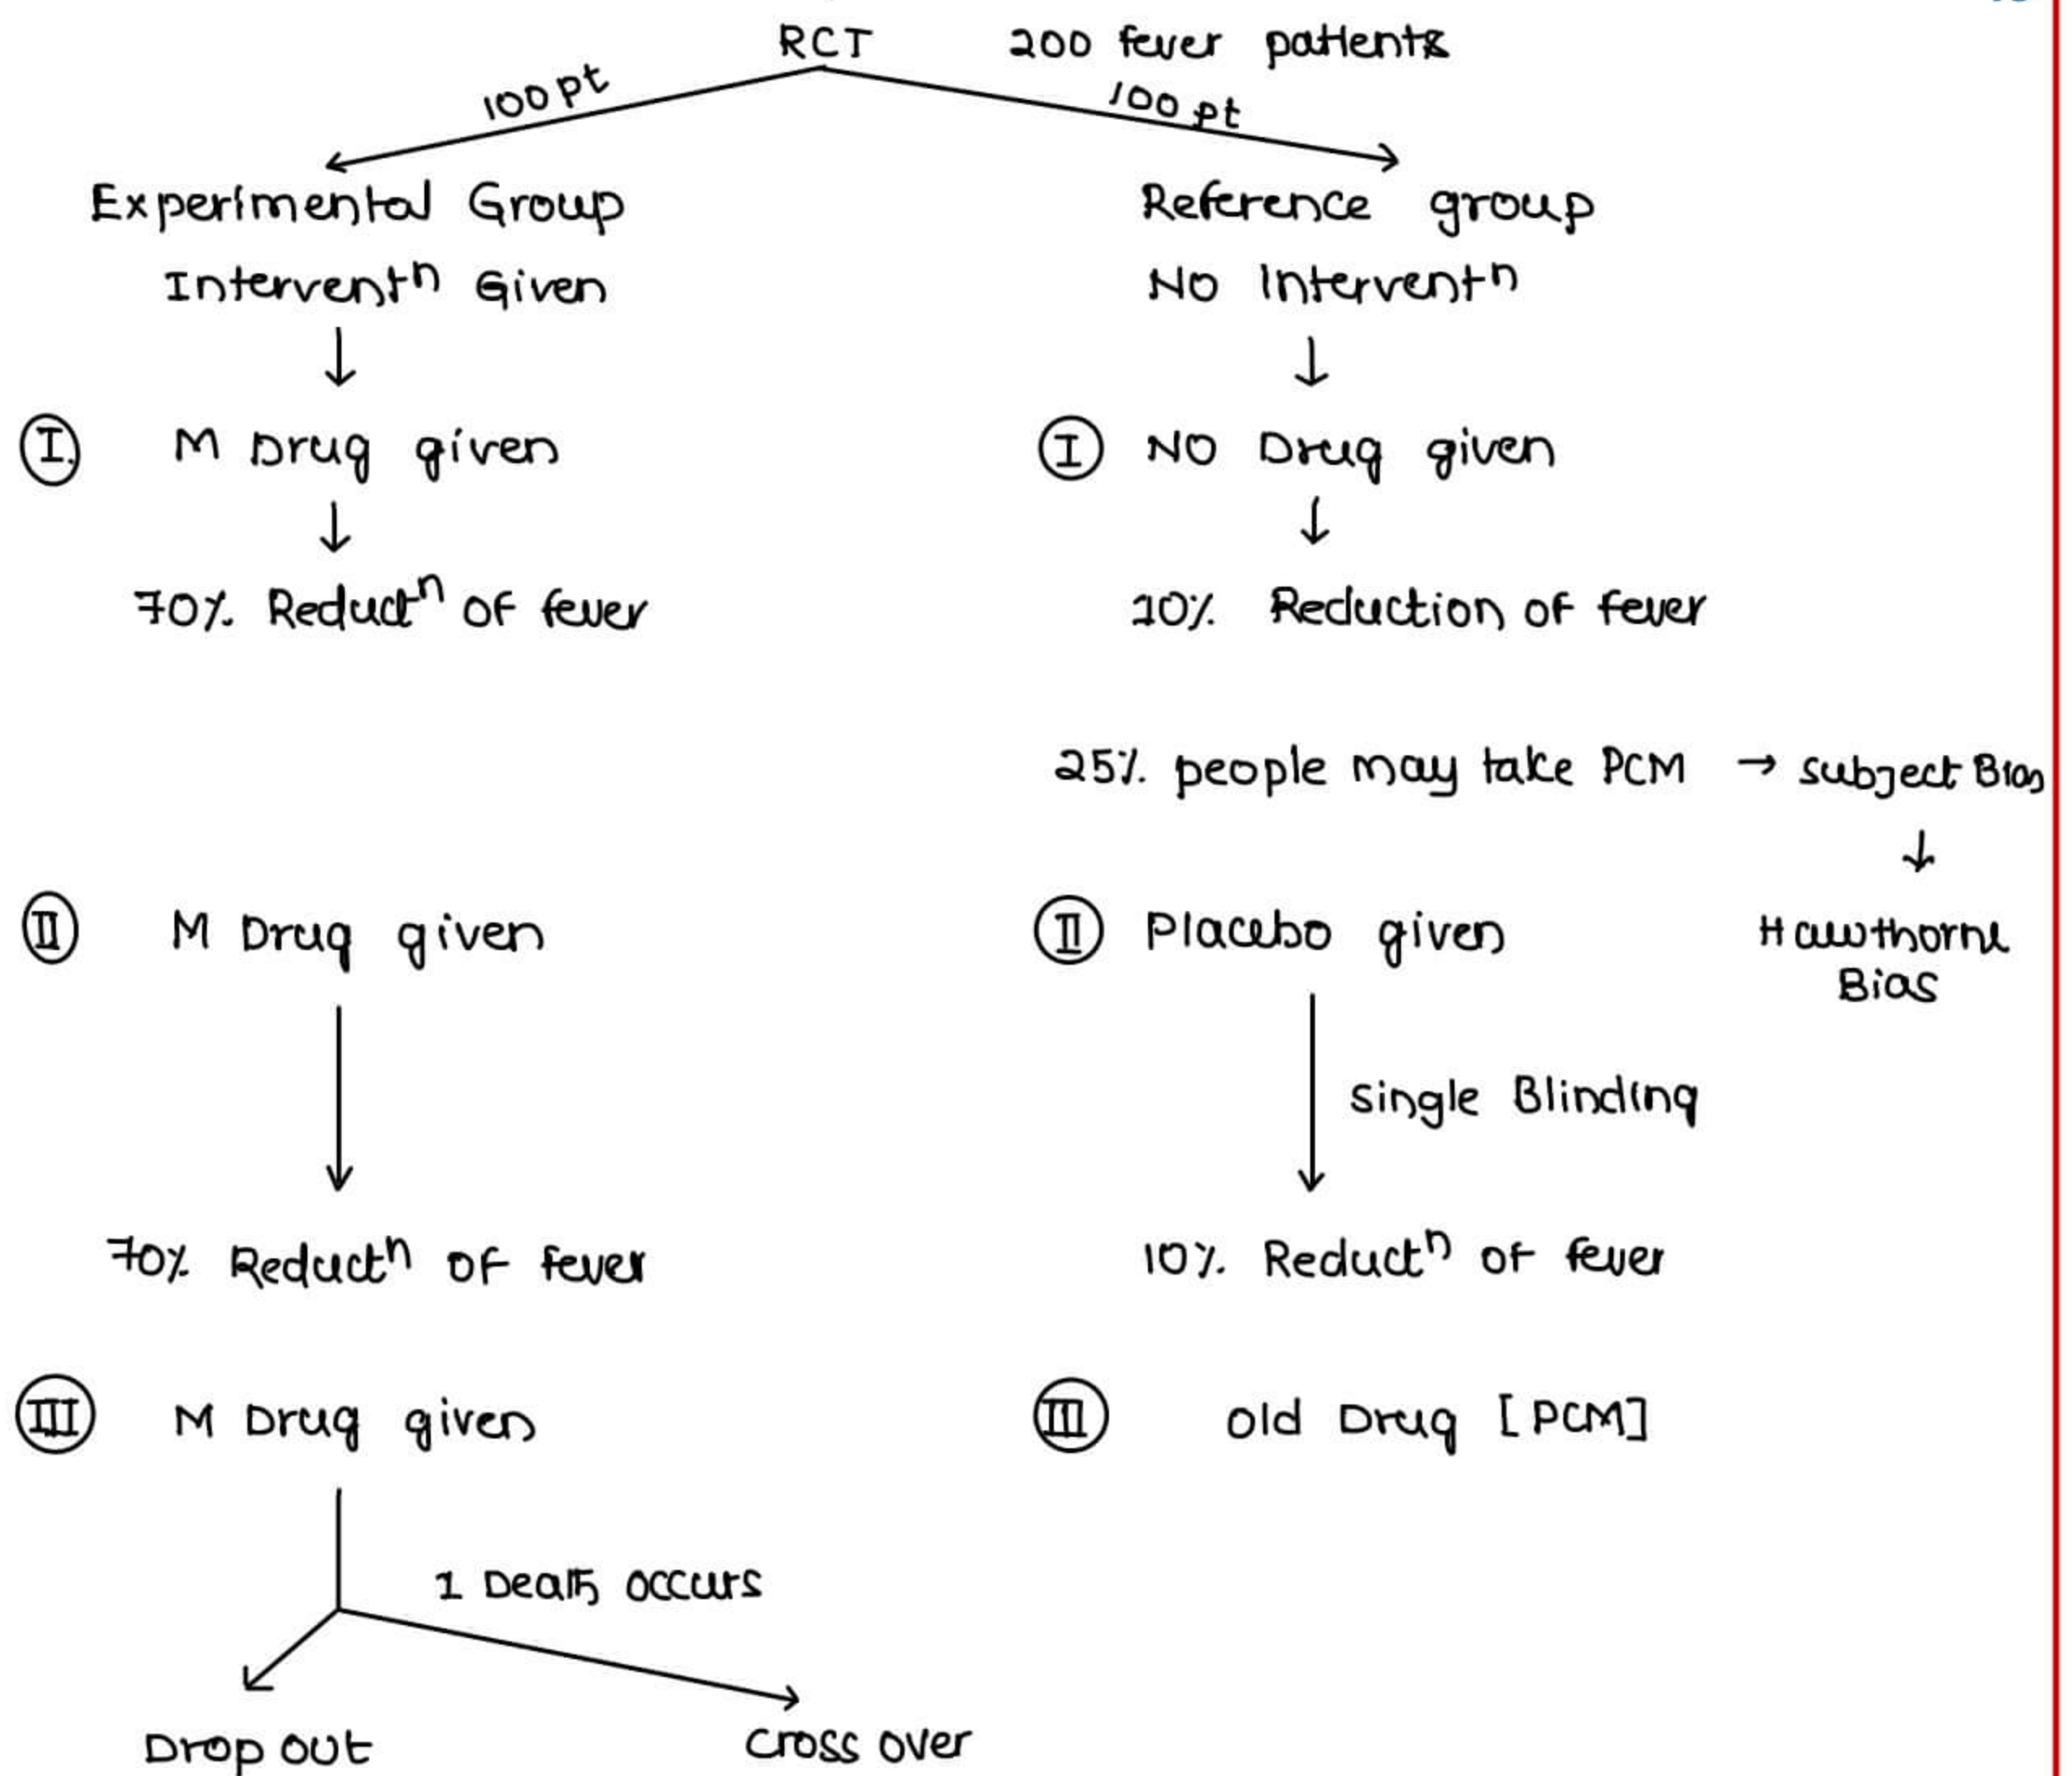 RCT 200 fever patients
100 pt 100 pt
Experimental Group Reference group
Interventⁿ Given No Interventⁿ
I M Drug given I NO Drug given
70% Reductⁿ of fever 10% Reduction of fever
25% people may take PCM → subject Bias
II M Drug given II Placebo given Hawthorne
Bias
Single Blinding
70% Reductⁿ of fever 10% Reductⁿ of fever
III M Drug given III old Drug [PCM]
1 Death occurs
Drop out Cross over